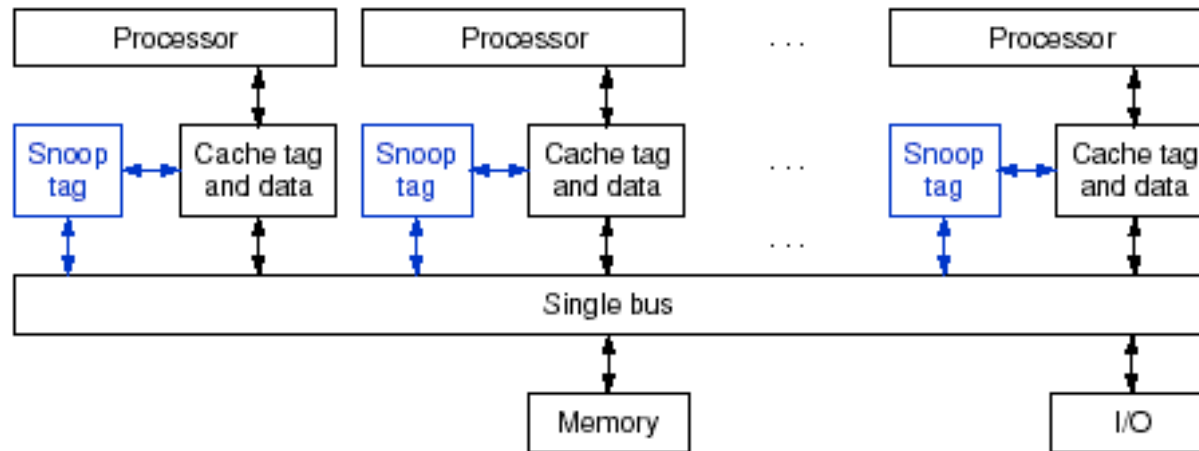 Processor Processor . . . Processor
Snoop tag Cache tag and data Snoop tag Cache tag and data . . . Snoop tag Cache tag and data
. . .
Single bus
Memory I/O